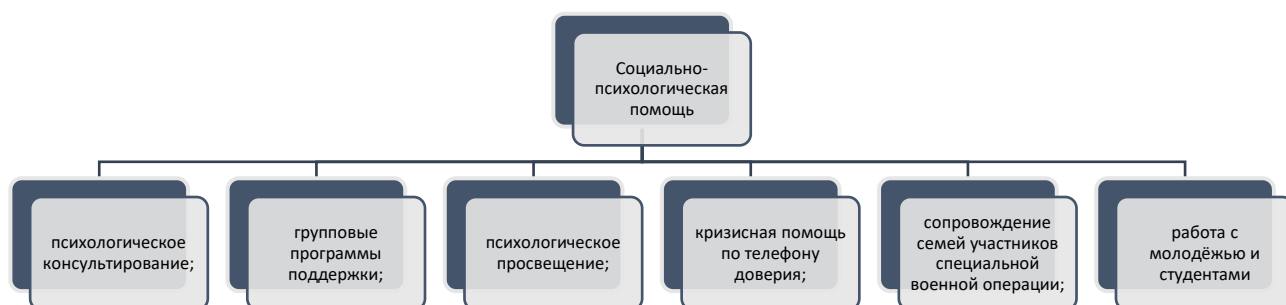 Социально-
психологическая
помощь
психологическое
консультирование;
групповые
программы
поддержки;
психологическое
просвещение;
кризисная помощь
по телефону
доверия;
сопровождение
семей участников
специальной
военной операции;
работа с
молодёжью и
студентами